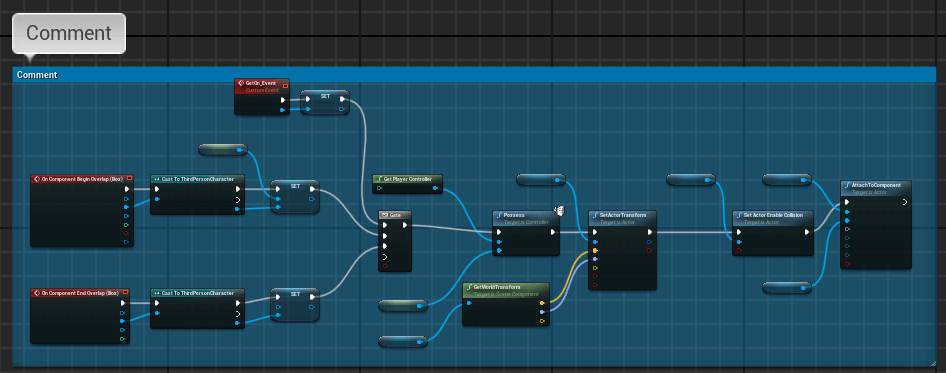 Comment
Comment
GetOn_Event
CustomEvent
SET
On Component Begin Overlap (Box)
Cast To ThirdPersonCharacter
SET
Get Player Controller
Gate
Possess
Target is Controller
SetActorTransform
Target is Actor
Set Actor Enable Collision
Target is Actor
AttachToComponent
Target is Actor
GetWorldTransform
Target is Scene Component
On Component End Overlap (Box)
Cast To ThirdPersonCharacter
SET